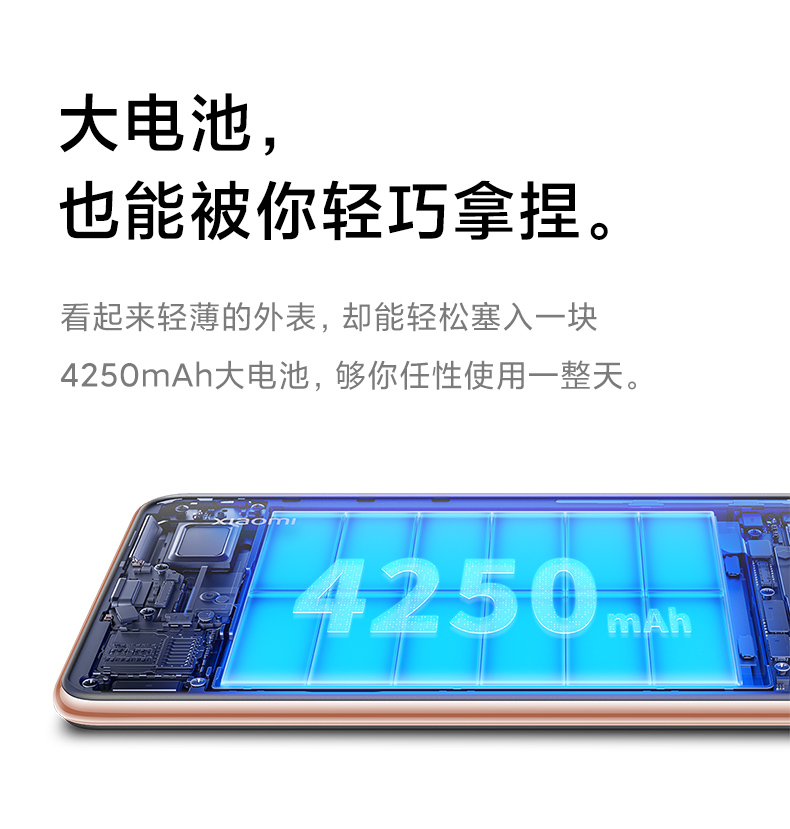 大电池，
也能被你轻巧拿捏。
看起来轻薄的外表，却能轻松塞入一块
4250mAh大电池，够你任性使用一整天。
xiaomi
4250 mAh